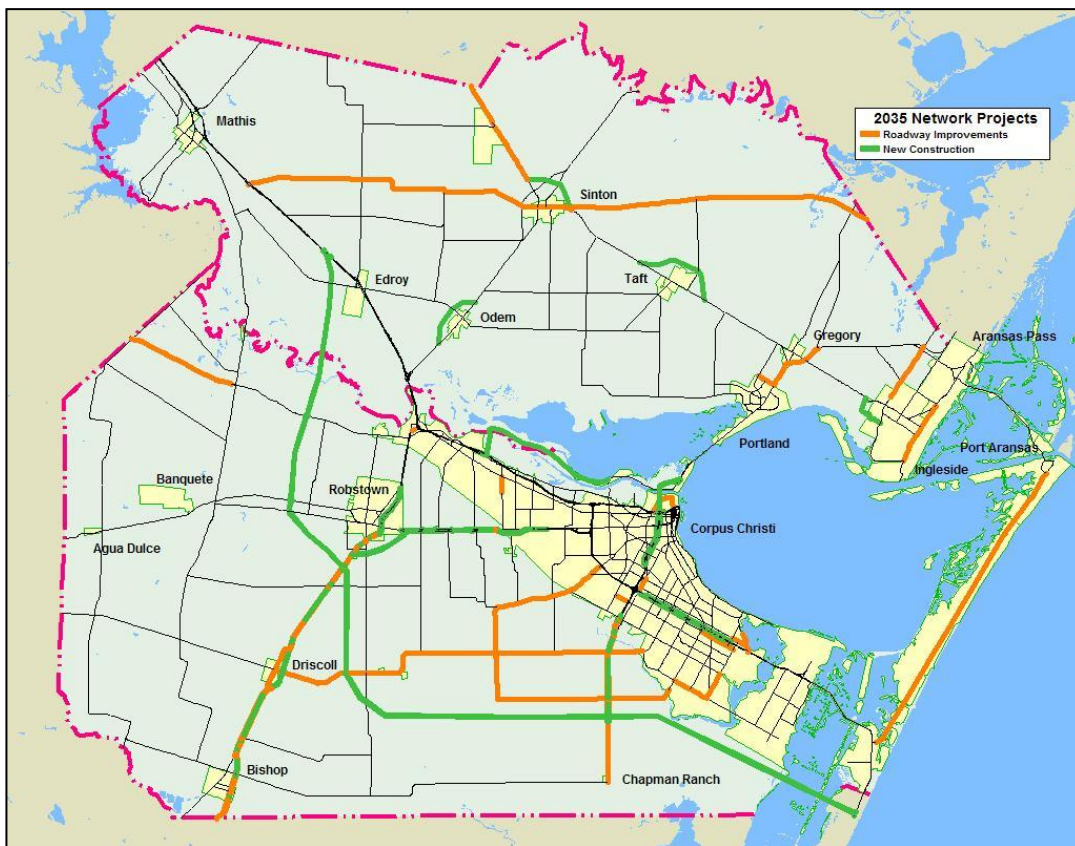 2035 Network Projects
Roadway Improvements
New Construction
Mathis
Sinton
Edroy
Taft
Odem
Gregory
Aransas Pass
Portland
Port Aransas
Ingleside
Banquete
Robstown
Corpus Christi
Agua Dulce
Driscoll
Bishop
Chapman Ranch